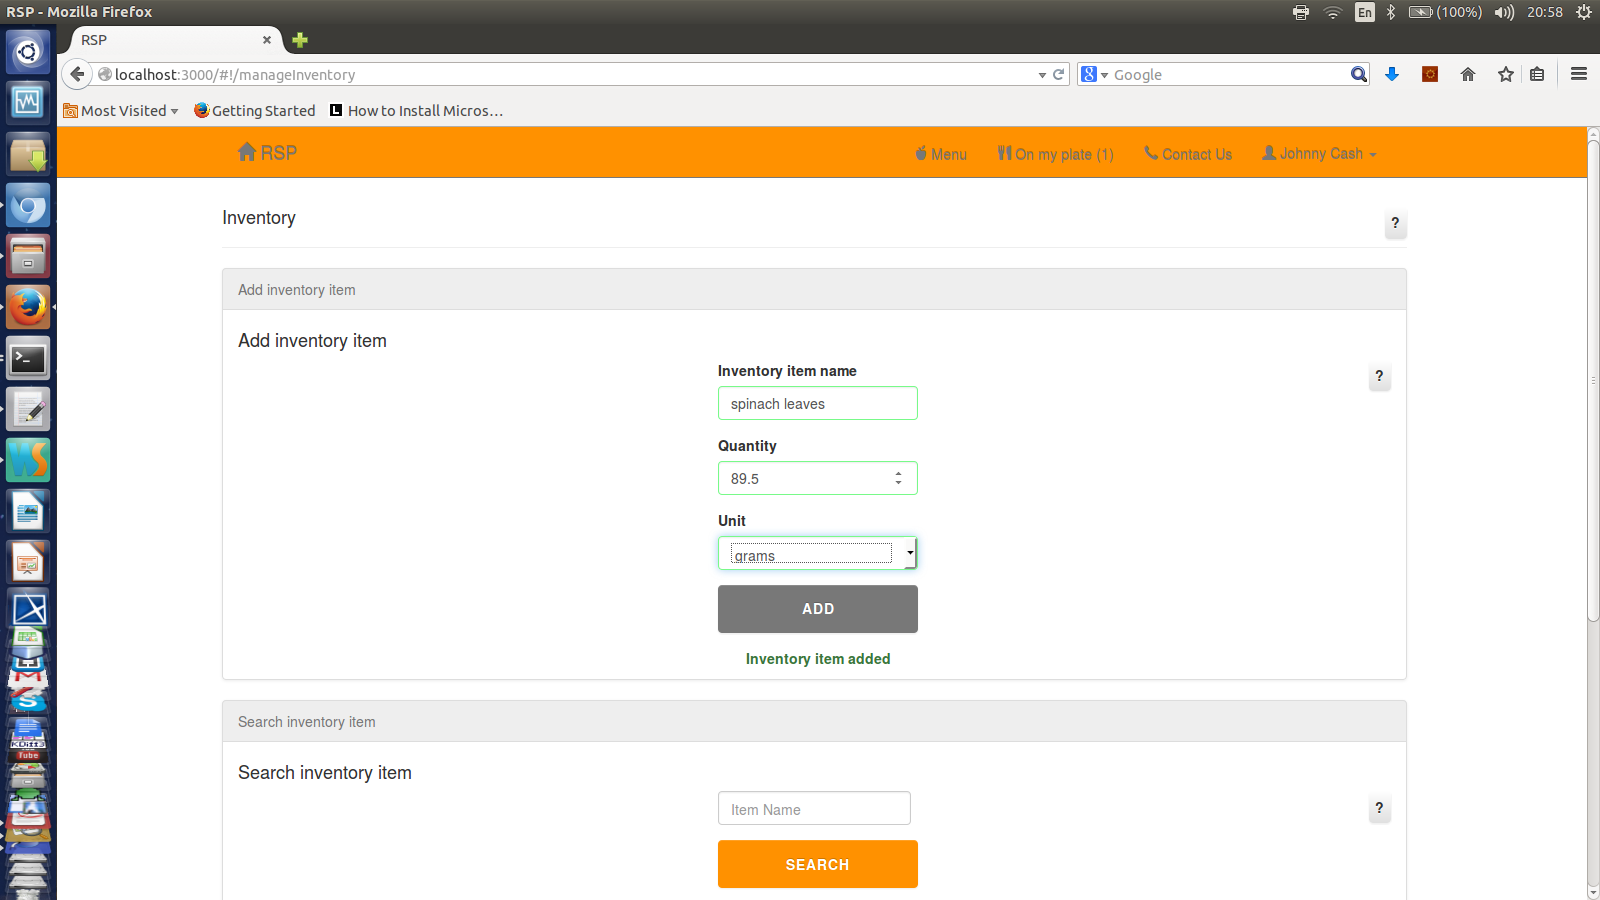 RSP - Mozilla Firefox
En (100%) 20:58
RSP
localhost:3000/#!/manageInventory
Google
Most Visited Getting Started How to Install Micros...
RSP Menu On my plate (1) Contact Us Johnny Cash
Inventory
?
Add inventory item
Add inventory item
Inventory item name
?
spinach leaves
Quantity
89.5
Unit
grams
ADD
Inventory item added
Search inventory item
Search inventory item
Item Name
?
SEARCH
KDiff3
Tube